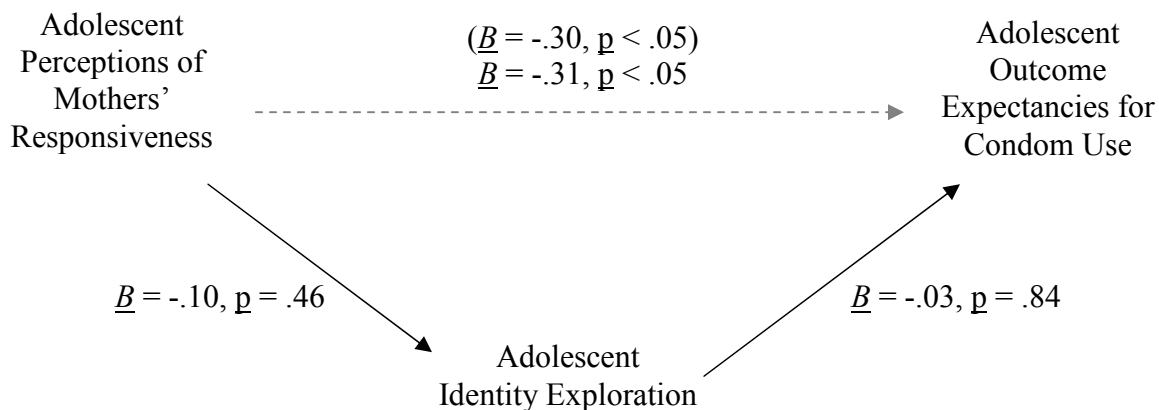 Adolescent
Perceptions of
Mothers’
Responsiveness
(B = -.30, p < .05)
B = -.31, p < .05
Adolescent
Outcome
Expectancies for
Condom Use
B = -.10, p = .46
B = -.03, p = .84
Adolescent
Identity Exploration